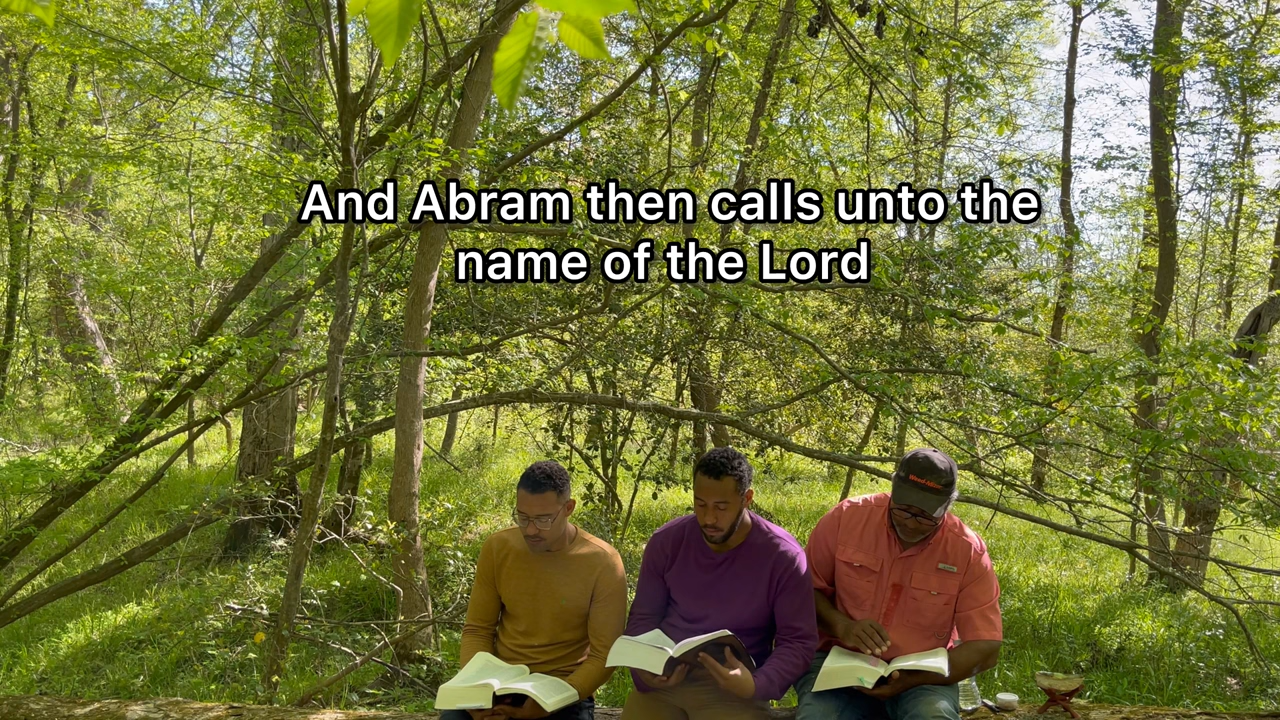 And Abram then calls unto the
name of the Lord